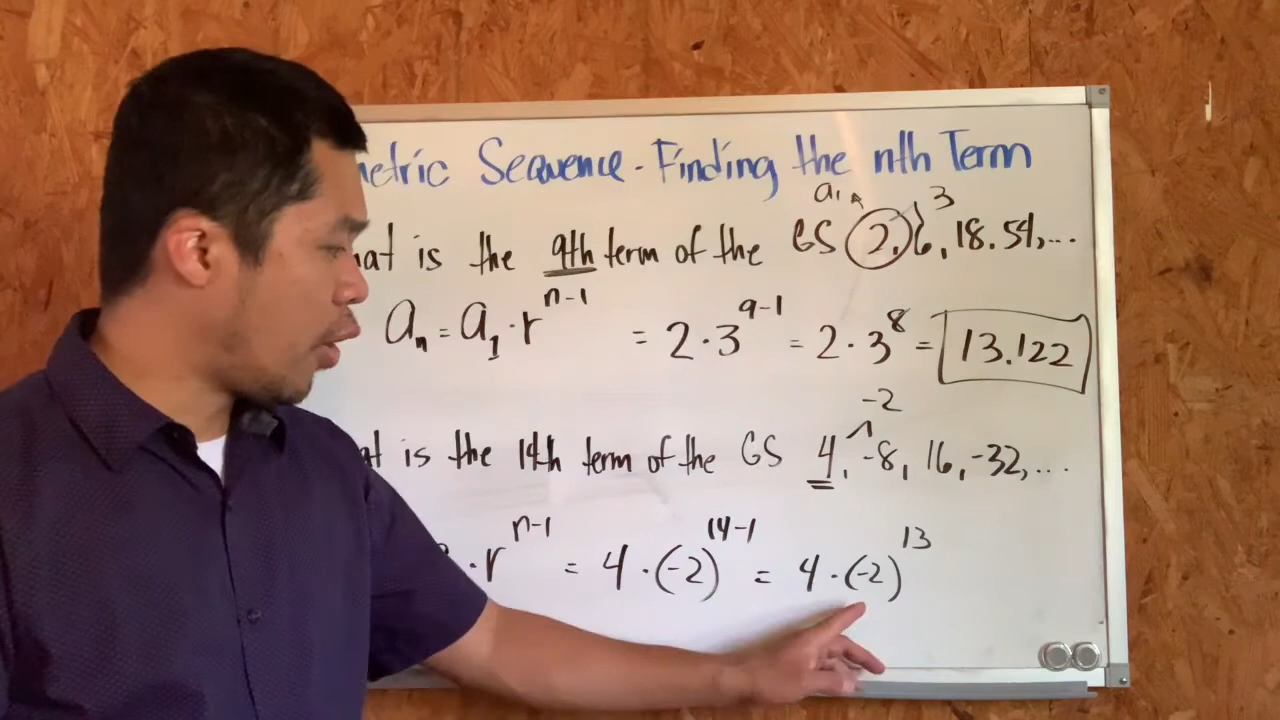 metric Sequence - Finding the nth Term
a₁ 3
hat is the 9th term of the GS 2, 6, 18. 54, ...
aₙ = a₁ · r^(n-1) = 2 · 3^(9-1) = 2 · 3^8 = 13.122
-2
at is the 14th term of the GS 4, -8, 16, -32, ...
· r^(n-1) = 4 · (-2)^(14-1) = 4 · (-2)^13